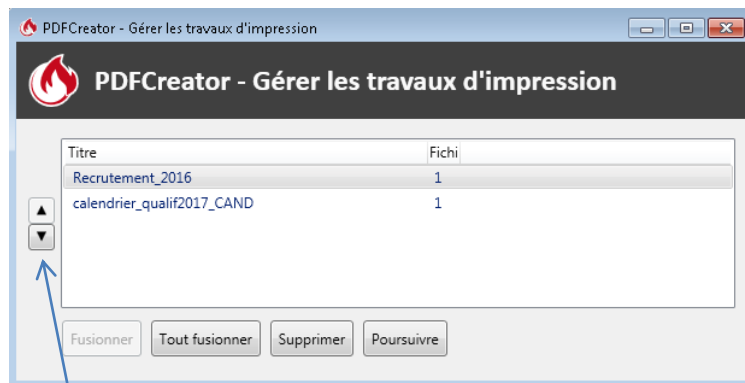 PDFCreator - Gérer les travaux d'impression
PDFCreator - Gérer les travaux d'impression
Titre Fichi
Recrutement_2016 1
calendrier_qualif2017_CAND 1
Fusionner Tout fusionner Supprimer Poursuivre